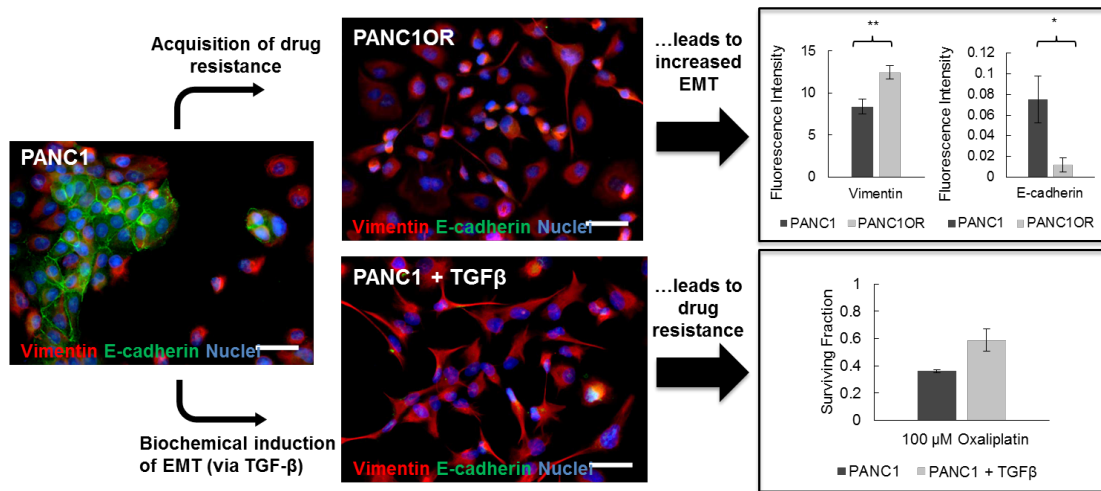 Acquisition of drug
resistance
PANC1
Vimentin E-cadherin Nuclei
Biochemical induction
of EMT (via TGF-β)
PANC1OR
Vimentin E-cadherin Nuclei
...leads to
increased
EMT
PANC1 + TGFβ
Vimentin E-cadherin Nuclei
...leads to
drug
resistance
Fluorescence Intensity
15
10
5
0
**
Vimentin
PANC1 PANC1OR
Fluorescence Intensity
0.12
0.1
0.08
0.06
0.04
0.02
0
*
E-cadherin
PANC1 PANC1OR
Surviving Fraction
1
0.8
0.6
0.4
0.2
0
100 µM Oxaliplatin
PANC1 PANC1 + TGFβ